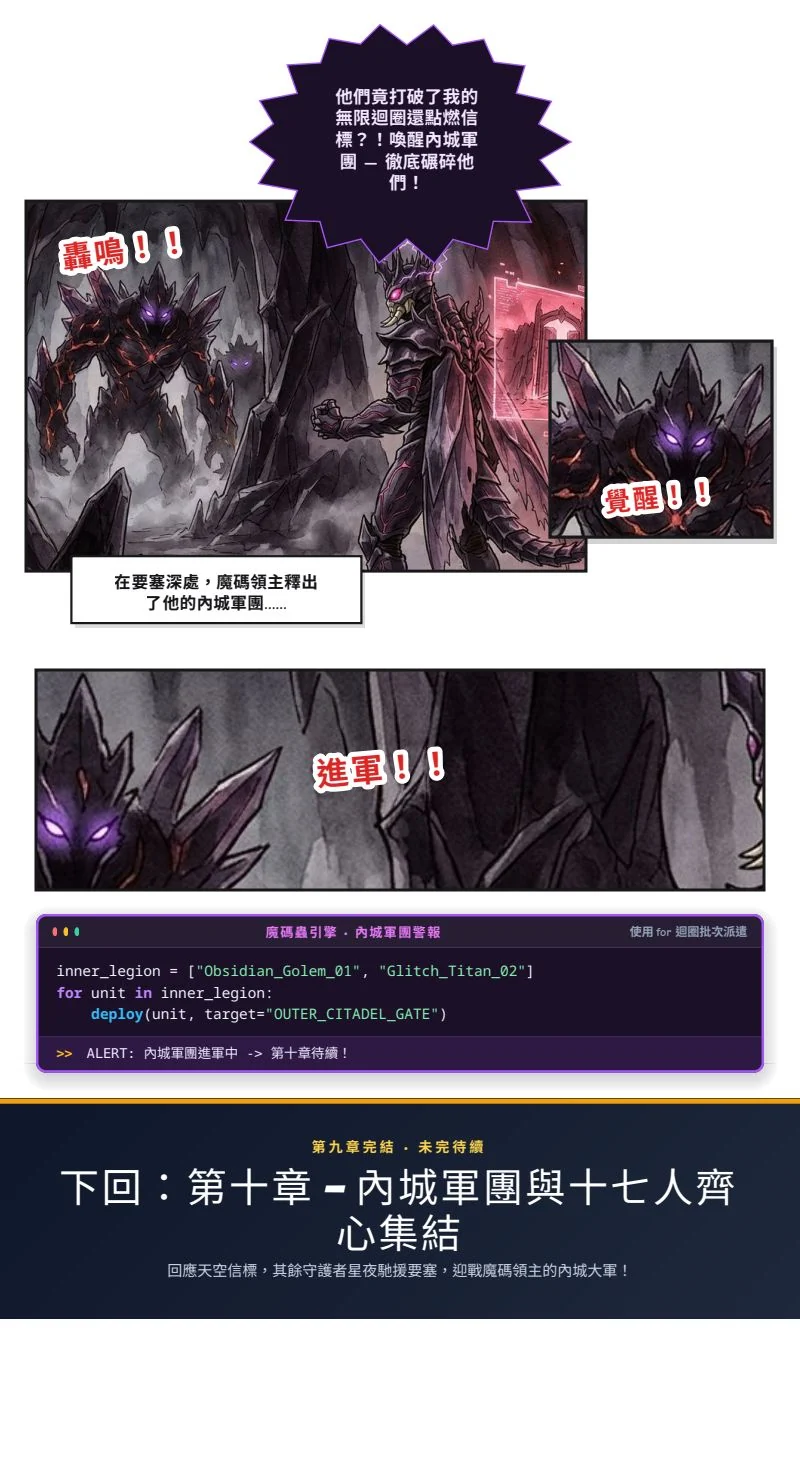 他們竟打破了我的
無限迴圈還點燃信
標？！喚醒內城軍
團 — 徹底碾碎他
們！
轟鳴！！
覺醒！！
在要塞深處，魔碼領主釋出
了他的內城軍團……
進軍！！
魔碼蟲引擎 · 內城軍團警報
使用 for 迴圈批次派遣
inner_legion = ["Obsidian_Golem_01", "Glitch_Titan_02"]
for unit in inner_legion:
    deploy(unit, target="OUTER_CITADEL_GATE")
>> ALERT: 內城軍團進軍中 -> 第十章待續！
第九章完結 · 未完待續
下回：第十章 — 內城軍團與十七人齊
心集結
回應天空信標，其餘守護者星夜馳援要塞，迎戰魔碼領主的內城大軍！